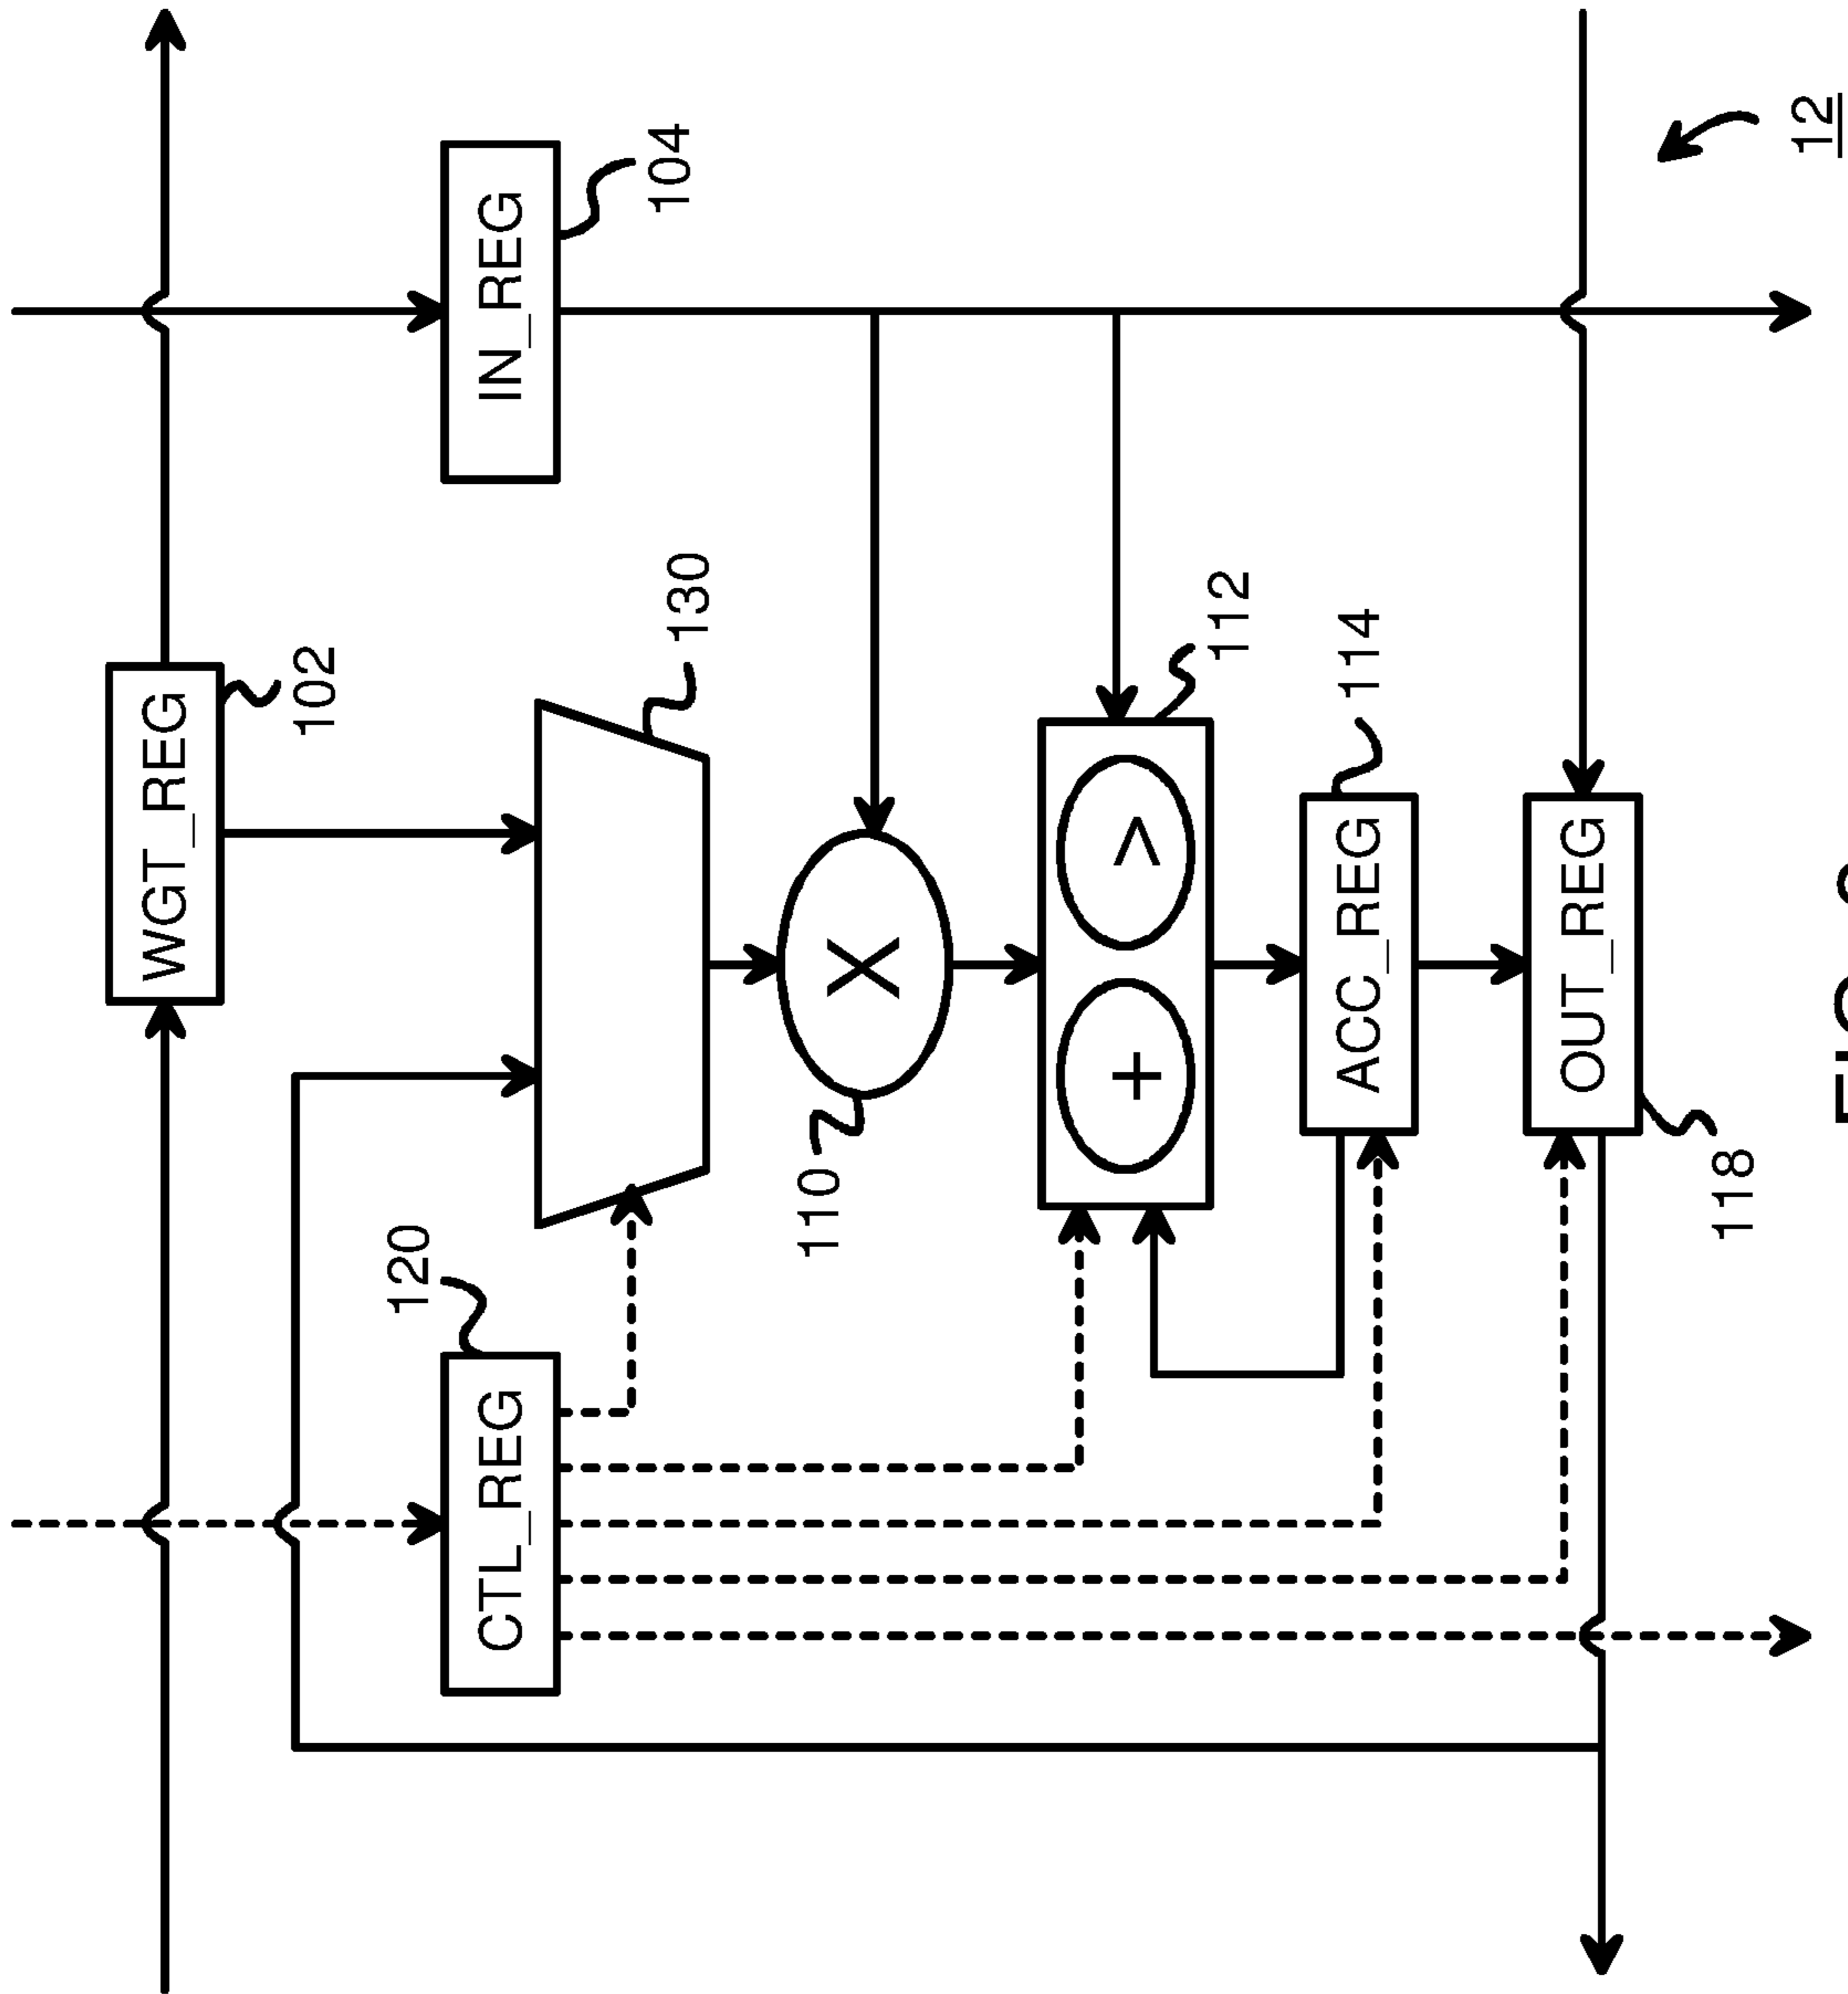 WGT_REG
102
IN_REG
104
CTL_REG
120
130
X
110
+
>
112
ACC_REG
114
OUT_REG
118
12